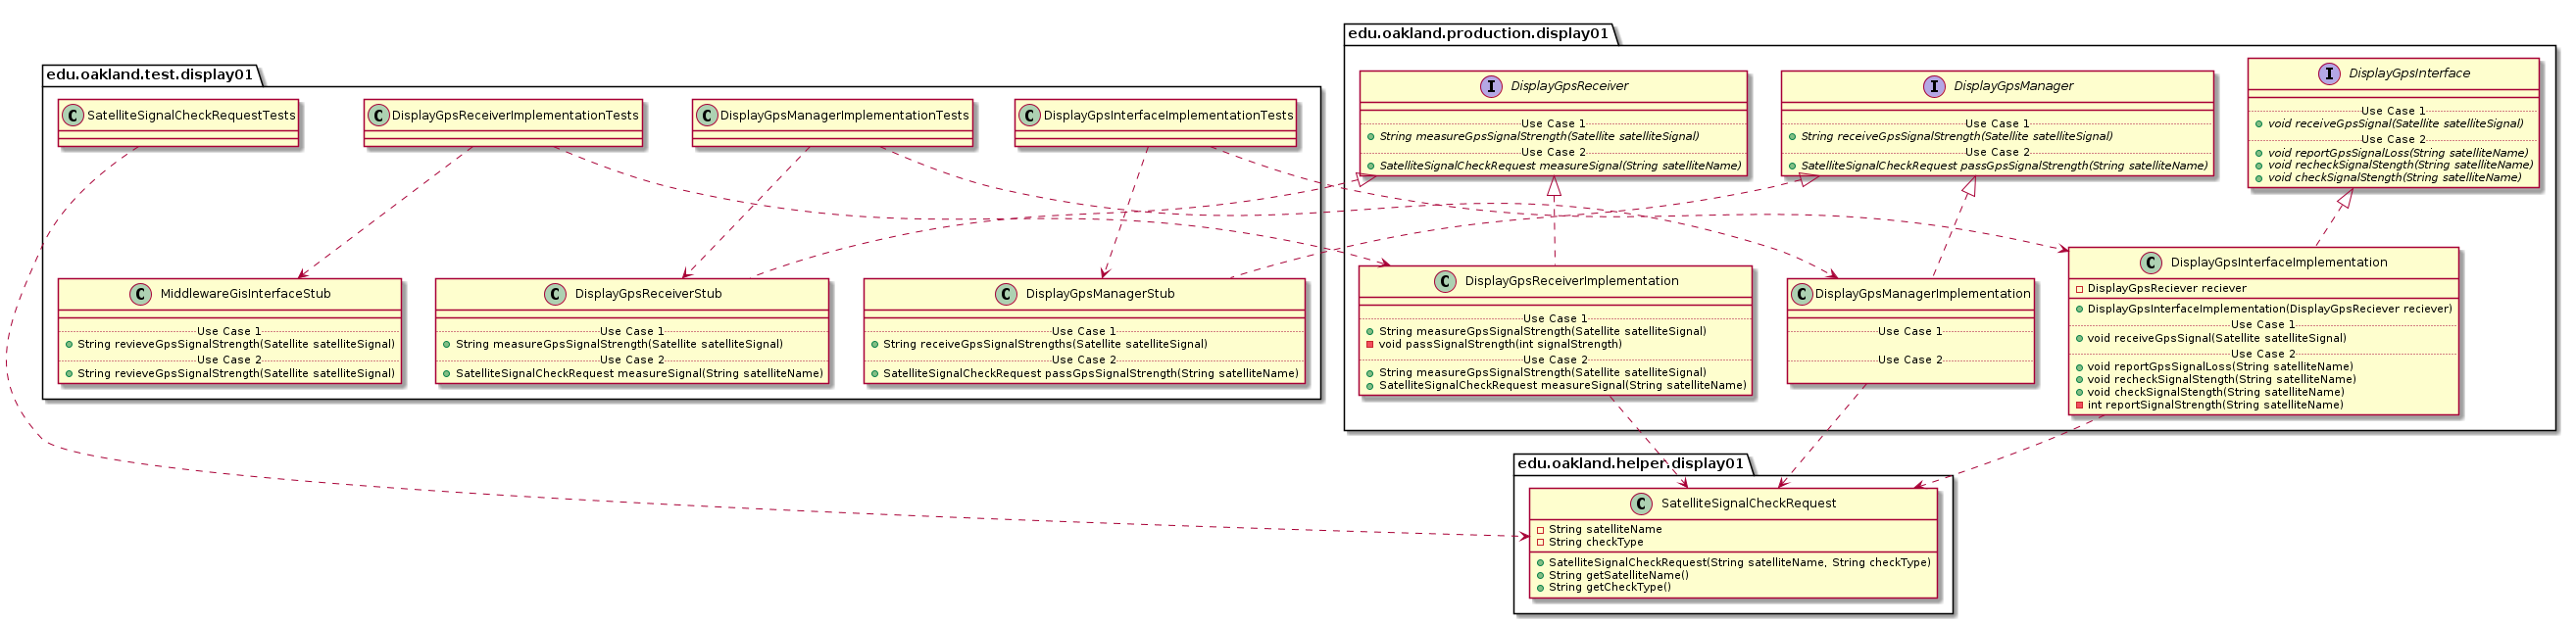 edu.oakland.test.display01
C SatelliteSignalCheckRequestTests
C DisplayGpsReceiverImplementationTests
C DisplayGpsManagerImplementationTests
C DisplayGpsInterfaceImplementationTests
C MiddlewareGisInterfaceStub
Use Case 1
String revieveGpsSignalStrength(Satellite satelliteSignal)
Use Case 2
String revieveGpsSignalStrength(Satellite satelliteSignal)
C DisplayGpsReceiverStub
Use Case 1
String measureGpsSignalStrength(Satellite satelliteSignal)
Use Case 2
SatelliteSignalCheckRequest measureSignal(String satelliteName)
C DisplayGpsManagerStub
Use Case 1
String receiveGpsSignalStrengths(Satellite satelliteSignal)
Use Case 2
SatelliteSignalCheckRequest passGpsSignalStrength(String satelliteName)
edu.oakland.production.display01
I DisplayGpsReceiver
Use Case 1
String measureGpsSignalStrength(Satellite satelliteSignal)
Use Case 2
SatelliteSignalCheckRequest measureSignal(String satelliteName)
I DisplayGpsManager
Use Case 1
String receiveGpsSignalStrength(Satellite satelliteSignal)
Use Case 2
SatelliteSignalCheckRequest passGpsSignalStrength(String satelliteName)
I DisplayGpsInterface
Use Case 1
void receiveGpsSignal(Satellite satelliteSignal)
Use Case 2
void reportGpsSignalLoss(String satelliteName)
void recheckSignalStength(String satelliteName)
void checkSignalStength(String satelliteName)
C DisplayGpsReceiverImplementation
Use Case 1
String measureGpsSignalStrength(Satellite satelliteSignal)
void passSignalStrength(int signalStrength)
Use Case 2
String measureGpsSignalStrength(Satellite satelliteSignal)
SatelliteSignalCheckRequest measureSignal(String satelliteName)
C DisplayGpsManagerImplementation
Use Case 1
Use Case 2
C DisplayGpsInterfaceImplementation
DisplayGpsReciever reciever
DisplayGpsInterfaceImplementation(DisplayGpsReciever reciever)
Use Case 1
void receiveGpsSignal(Satellite satelliteSignal)
Use Case 2
void reportGpsSignalLoss(String satelliteName)
void recheckSignalStength(String satelliteName)
void checkSignalStength(String satelliteName)
int reportSignalStrength(String satelliteName)
edu.oakland.helper.display01
C SatelliteSignalCheckRequest
String satelliteName
String checkType
SatelliteSignalCheckRequest(String satelliteName, String checkType)
String getSatelliteName()
String getCheckType()